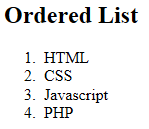 Ordered List
1. HTML
2. CSS
3. Javascript
4. PHP